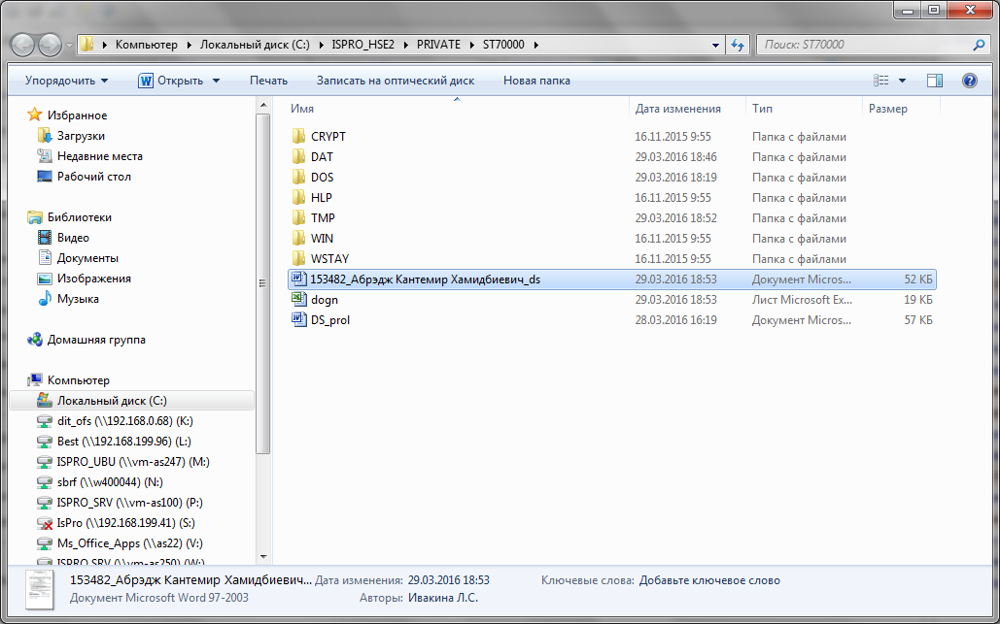 Компьютер ▸ Локальный диск (C:) ▸ ISPRO_HSE2 ▸ PRIVATE ▸ ST70000 ▸
Поиск: ST70000
Упорядочить Открыть Печать Записать на оптический диск Новая папка
Избранное
Загрузки
Недавние места
Рабочий стол
Библиотеки
Видео
Документы
Изображения
Музыка
Домашняя группа
Компьютер
Локальный диск (C:)
dit_ofs (\\192.168.0.68) (K:)
Best (\\192.168.199.96) (L:)
ISPRO_UBU (\\vm-as247) (M:)
sbrf (\\w400044) (N:)
ISPRO_SRV (\\vm-as100) (P:)
IsPro (\\192.168.199.41) (S:)
Ms_Office_Apps (\\as22) (V:)
ISPRO_SRV (\\vm-as250) (W:)
Имя Дата изменения Тип Размер
CRYPT 16.11.2015 9:55 Папка с файлами
DAT 29.03.2016 18:46 Папка с файлами
DOS 29.03.2016 18:19 Папка с файлами
HLP 16.11.2015 9:55 Папка с файлами
TMP 29.03.2016 18:52 Папка с файлами
WIN 16.11.2015 9:55 Папка с файлами
WSTAY 16.11.2015 9:55 Папка с файлами
153482_Абрэдж Кантемир Хамидбиевич_ds 29.03.2016 18:53 Документ Micros... 52 КБ
dogn 29.03.2016 18:53 Лист Microsoft Ex... 19 КБ
DS_prol 28.03.2016 16:19 Документ Micros... 57 КБ
153482_Абрэдж Кантемир Хамидбиевич... Дата изменения: 29.03.2016 18:53 Ключевые слова: Добавьте ключевое слово
Документ Microsoft Word 97-2003 Авторы: Ивакина Л.С.